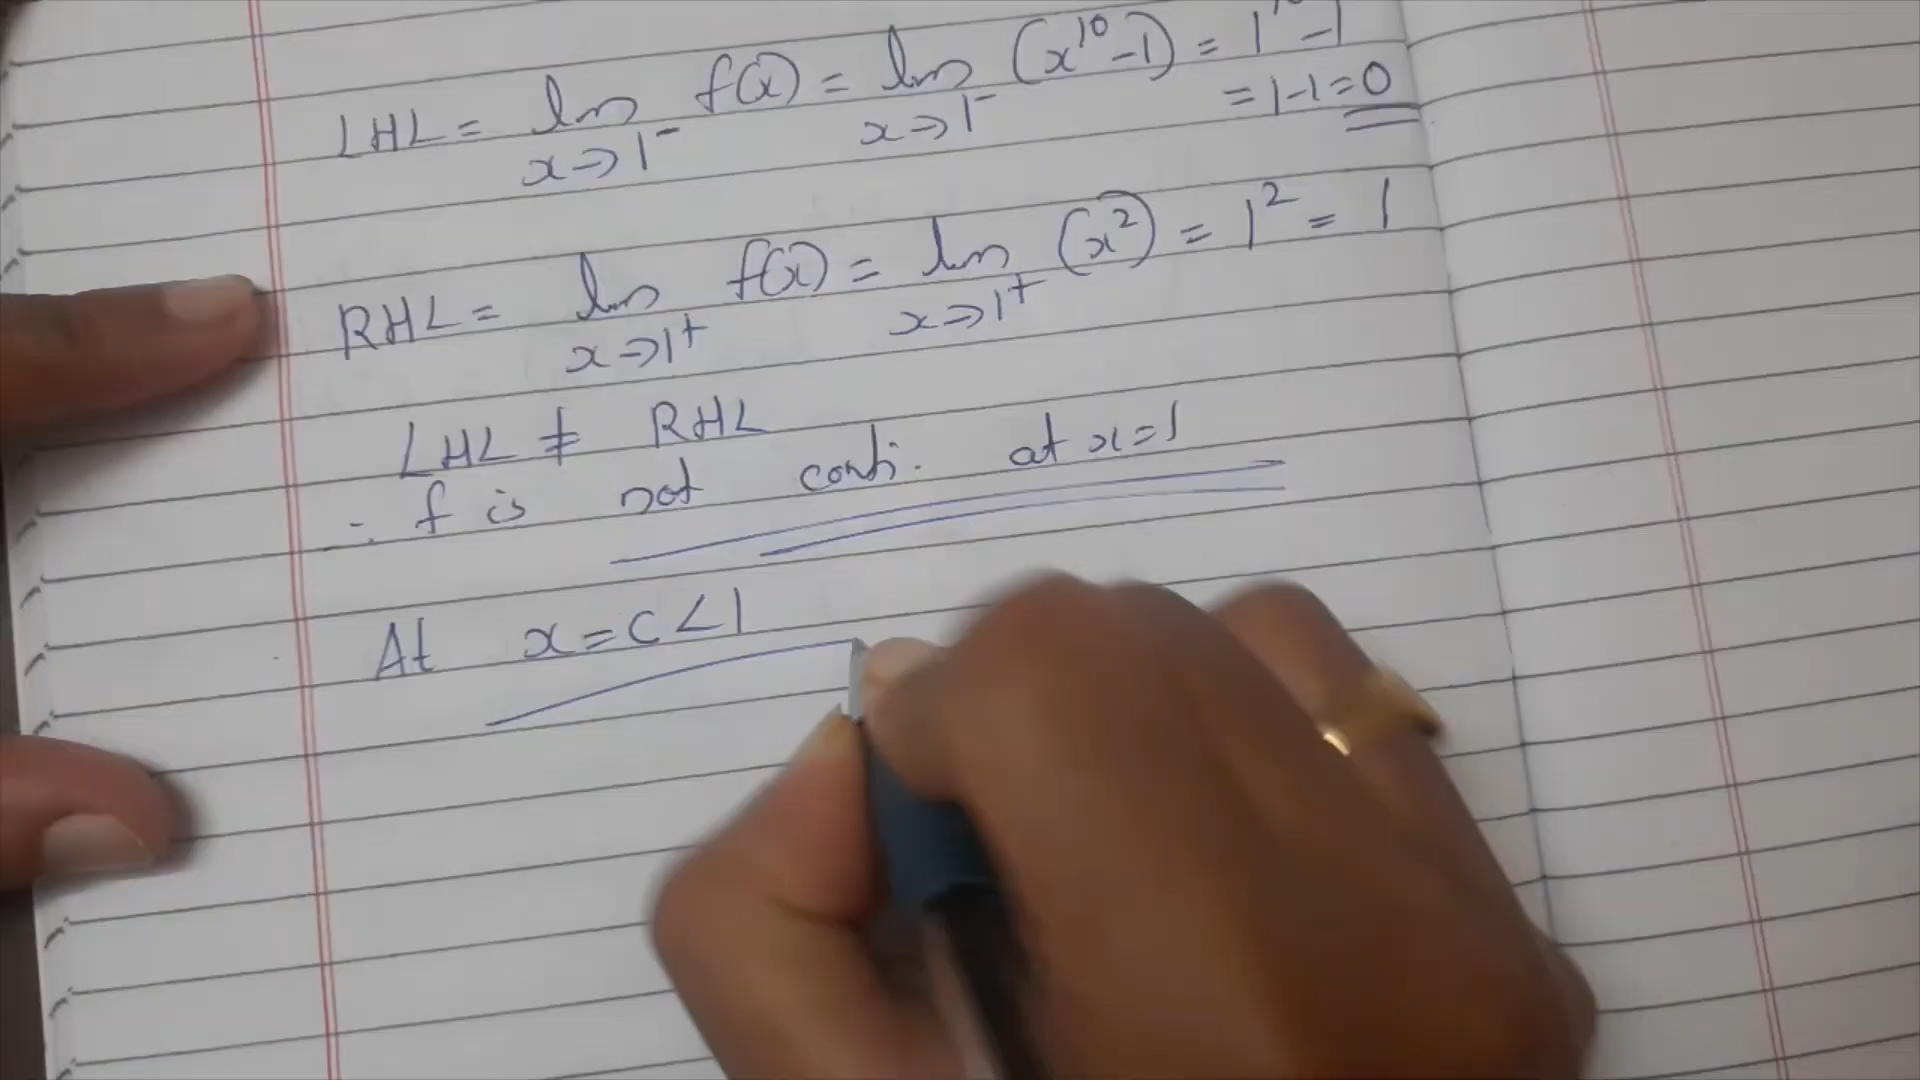 LHL = lim f(x) = lim (x¹⁰-1) = 1¹⁰-1
x→1⁻ x→1⁻ = 1-1=0
RHL = lim f(x) = lim (x²) = 1² = 1
x→1⁺ x→1⁺
LHL ≠ RHL
∴ f is not conti. at x=1
At x=c<1